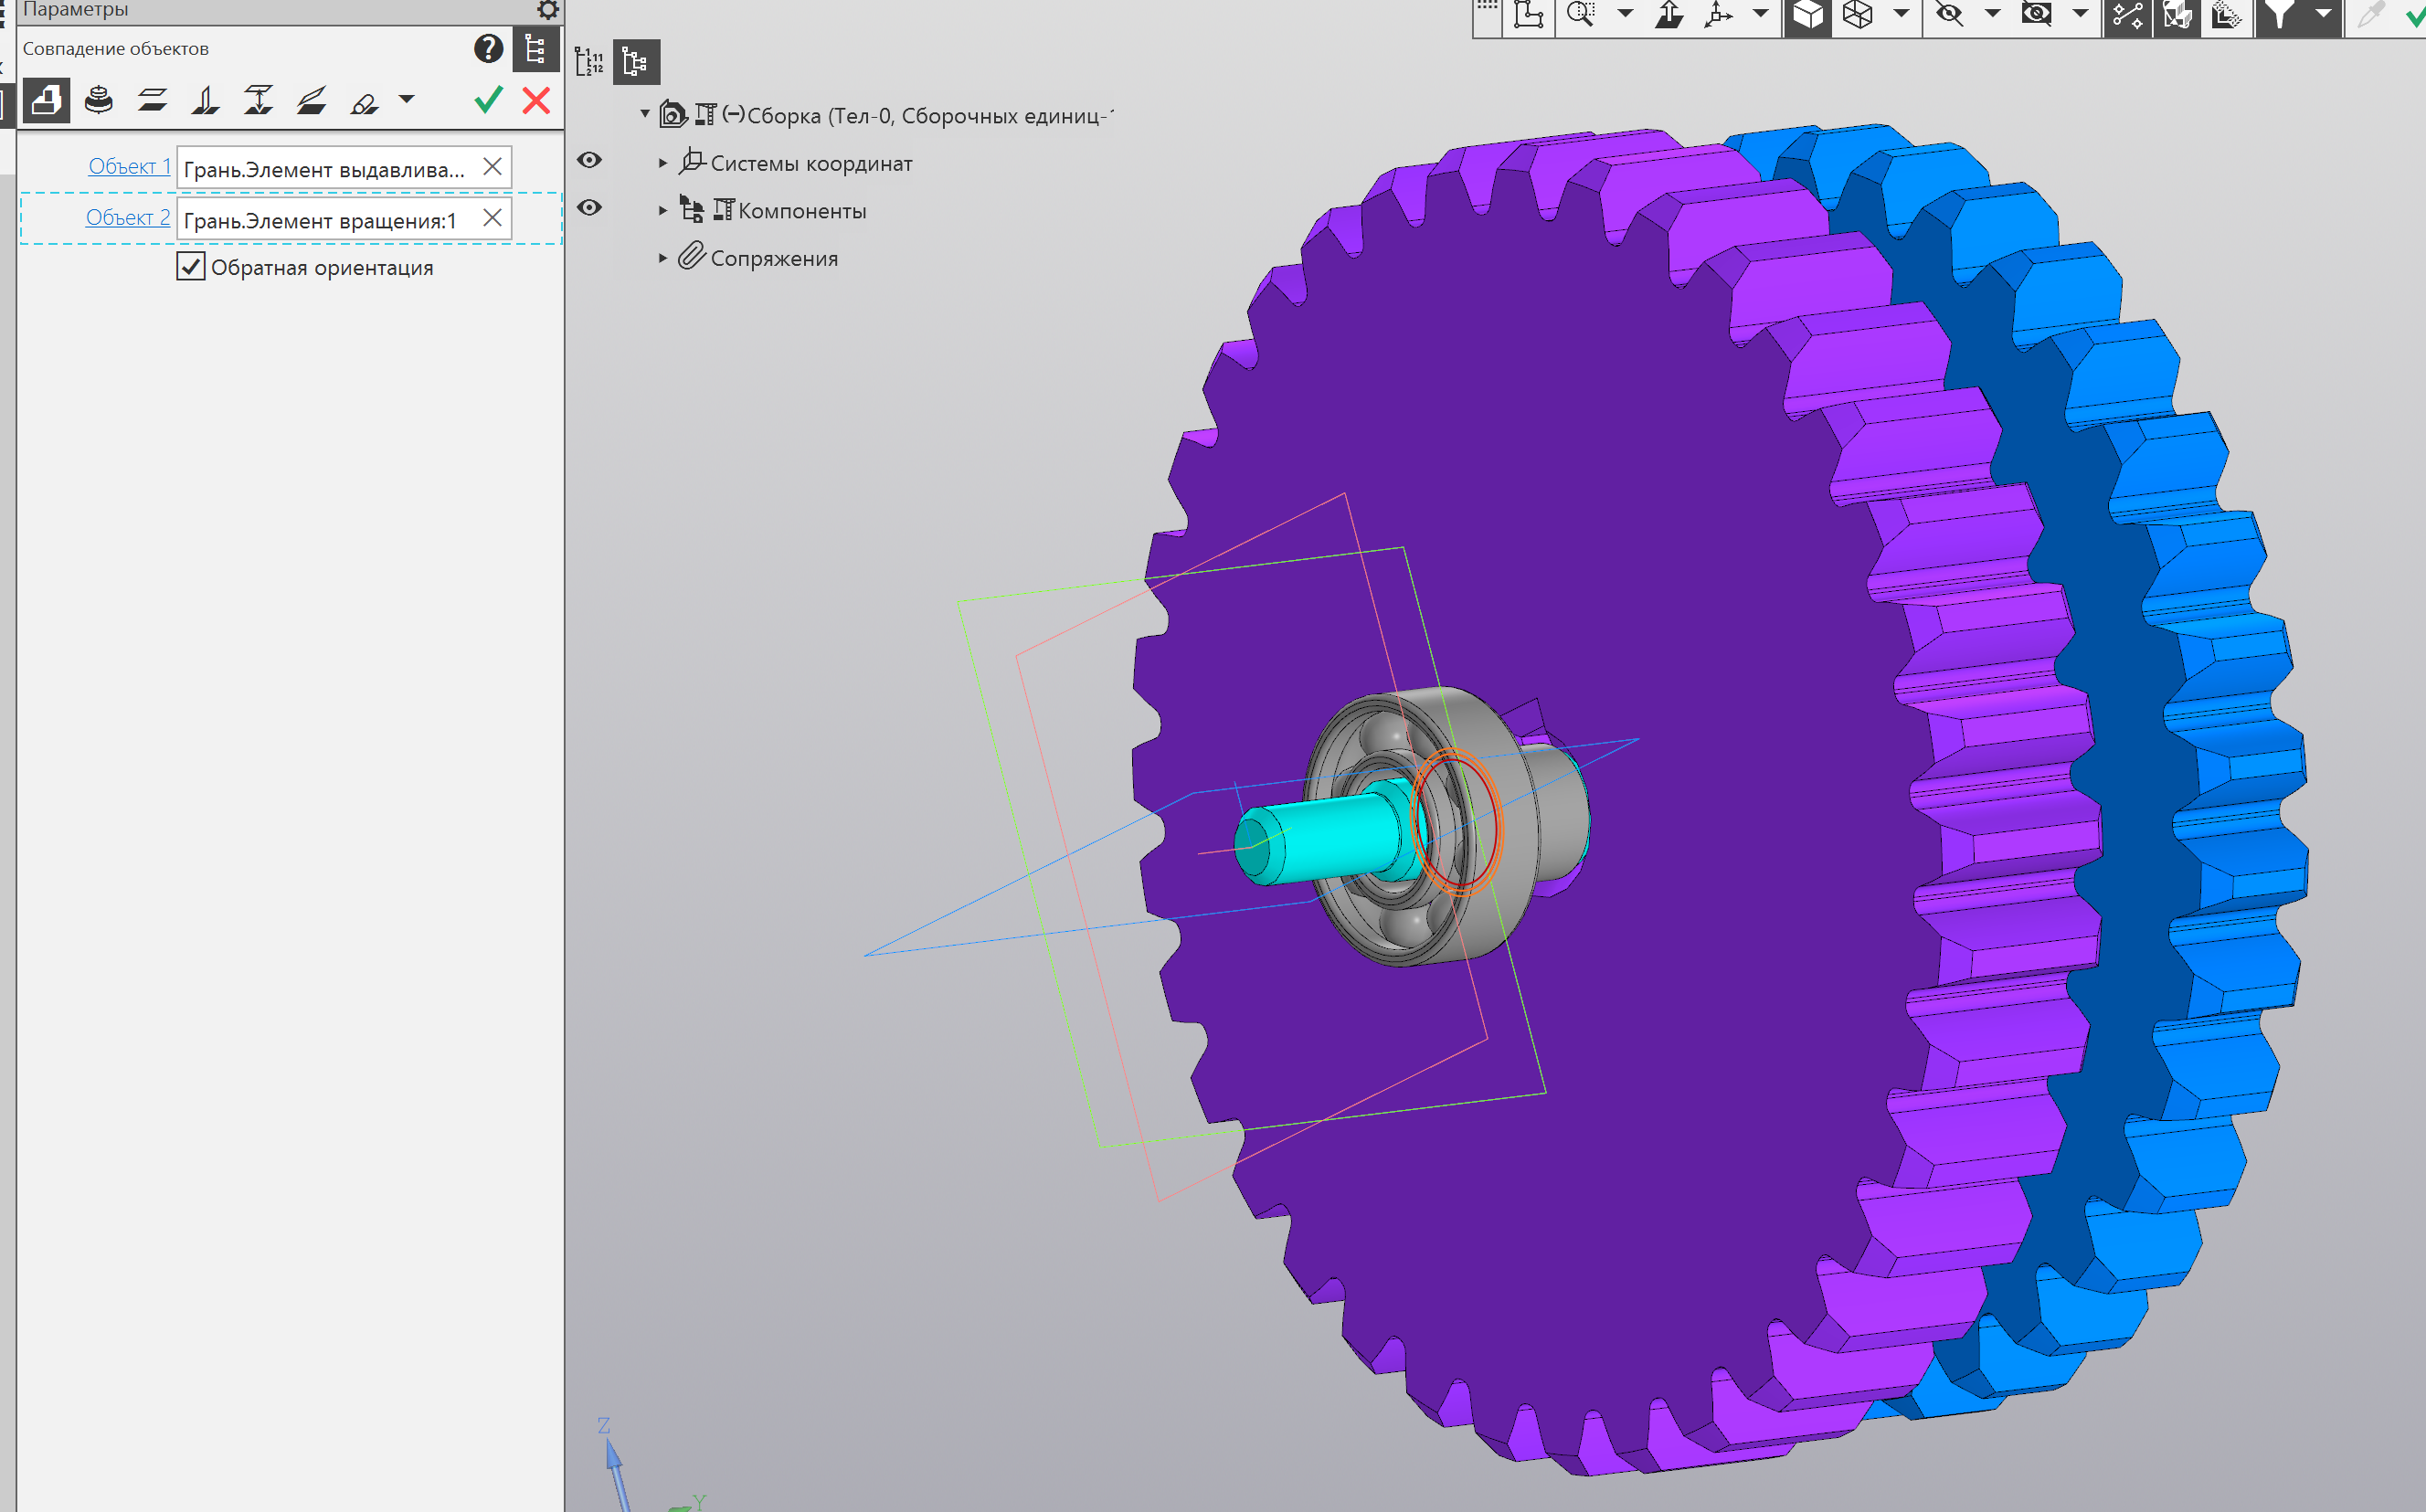 Параметры
Совпадение объектов
Объект 1
Грань.Элемент выдавлива...
Объект 2
Грань.Элемент вращения:1
Обратная ориентация
(−)Сборка (Тел-0, Сборочных единиц-
Системы координат
Компоненты
Сопряжения
Z
Y